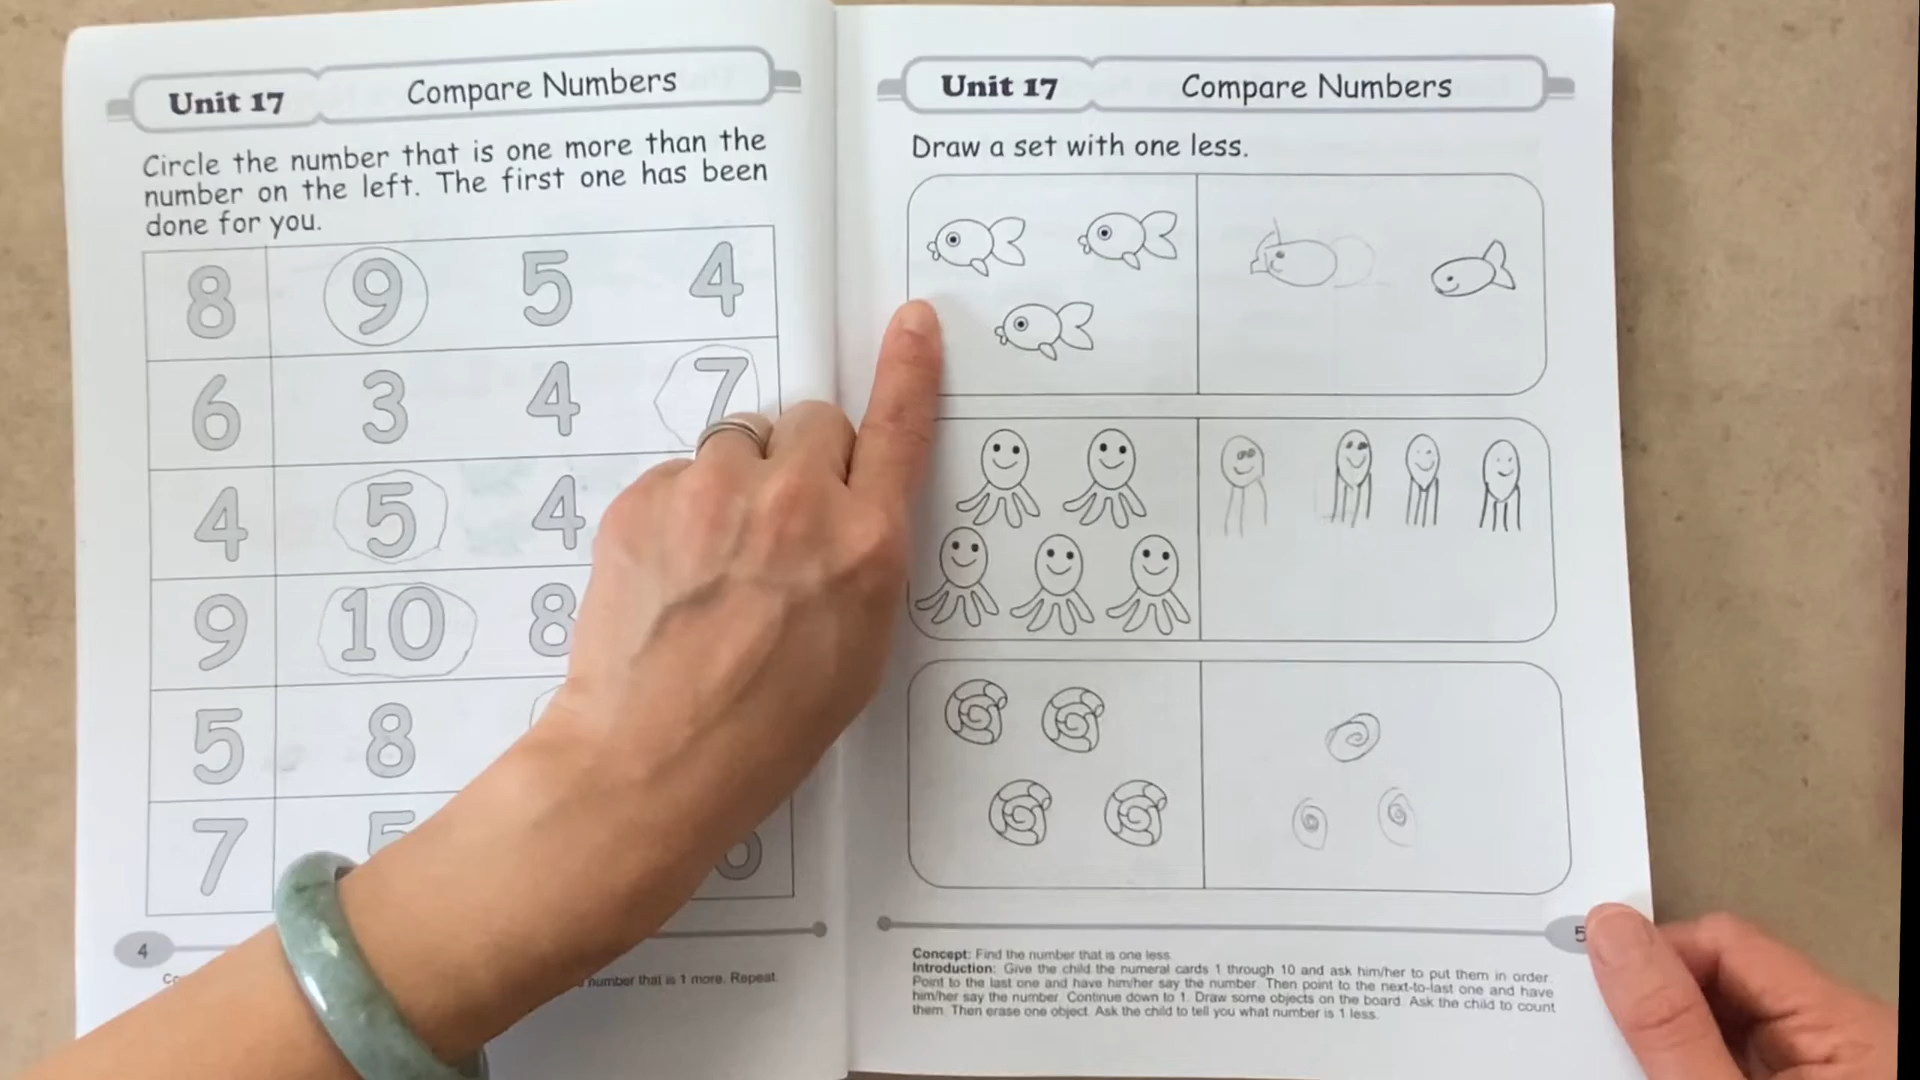 Unit 17
Compare Numbers
Circle the number that is one more than the
number on the left. The first one has been
done for you.
8 9 5 4
6 3 4 7
4 5 4
9 10 8
5 8
7 5 6
4
number that is 1 more. Repeat.
Unit 17
Compare Numbers
Draw a set with one less.
5
Concept: Find the number that is one less.
Introduction: Give the child the numeral cards 1 through 10 and ask him/her to put them in order.
Point to the last one and have him/her say the number. Then point to the next-to-last one and have
him/her say the number. Continue down to 1. Draw some objects on the board. Ask the child to count
them. Then erase one object. Ask the child to tell you what number is 1 less.